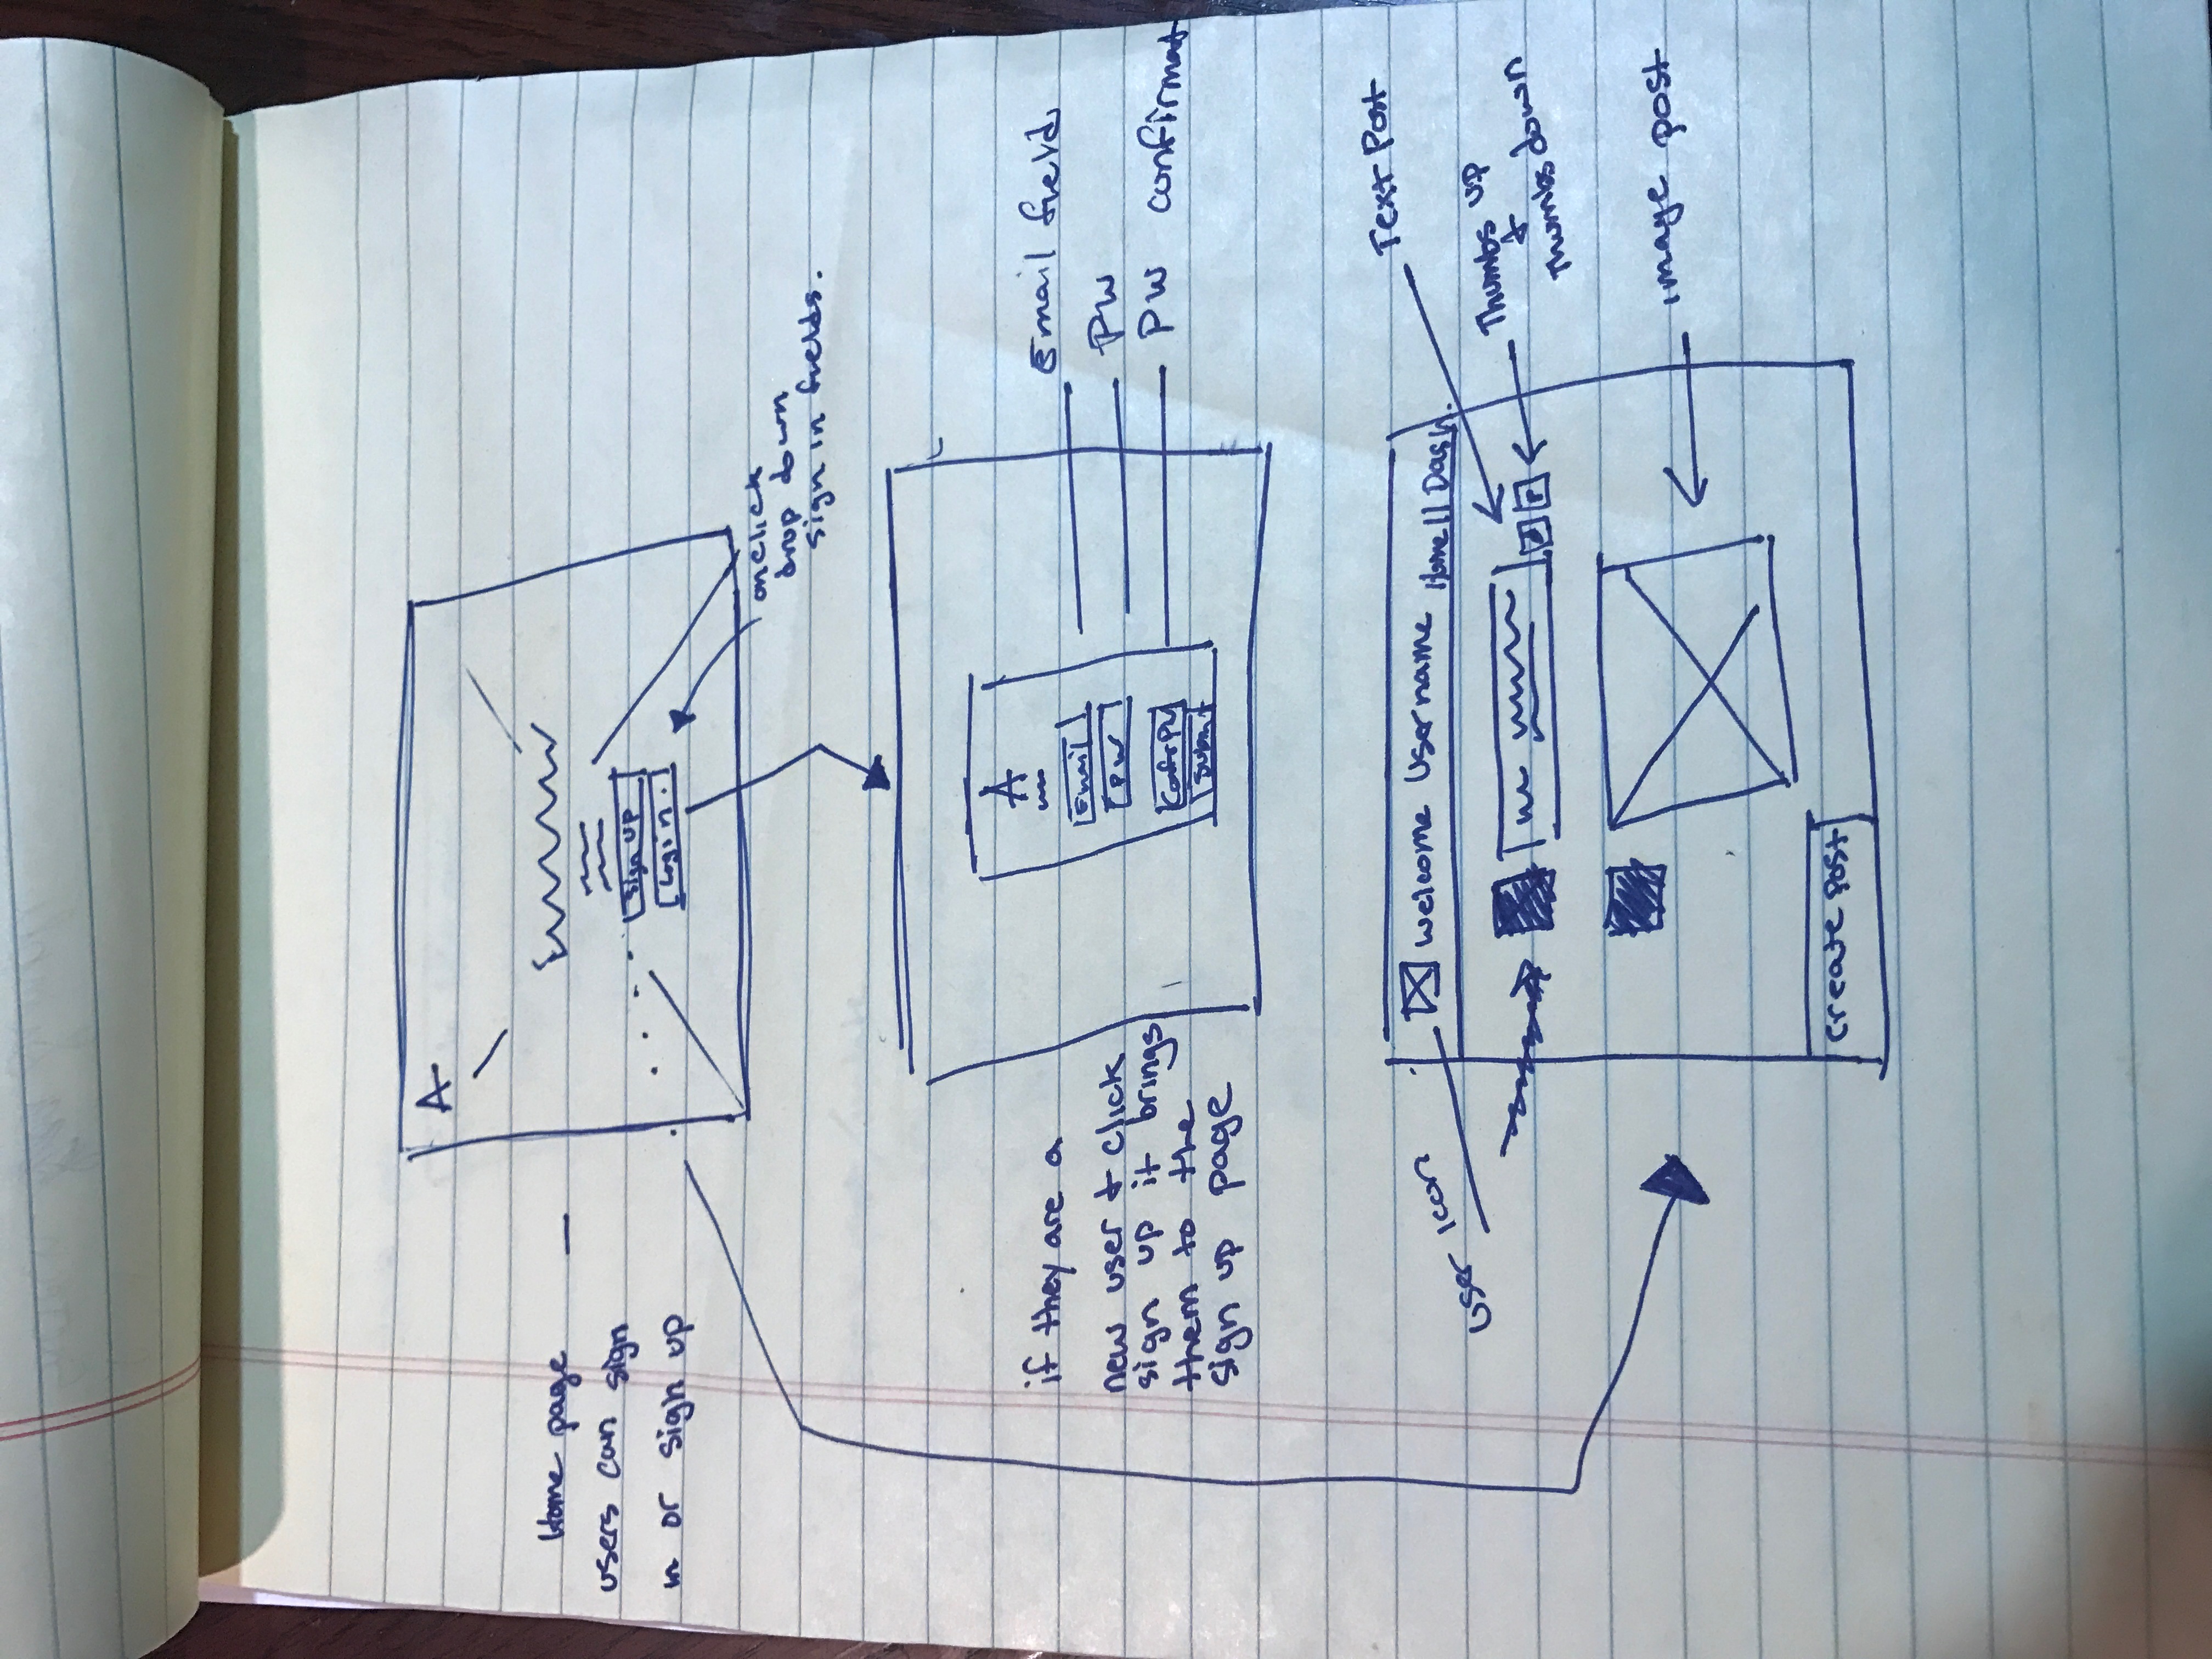 Home page
users can sign
in or sign up
A
Sign up
Login.
onclick
drop down
sign in fields.
if they are a
new user + click
sign up it brings
them to the
sign up page
A
Email
PW
Submit
Email field
PW
PW confirmat
user icon
Welcome Username Home || Dash.
Text Post
Thumbs up
+
Thumbs down
image post
Create Post